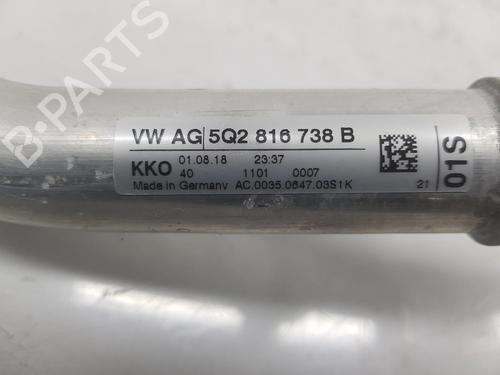 VW AG 5Q2 816 738 B
KKO 01.08.18 23:37
40 1101 0007
Made in Germany AC.0035.0647.03S1K 21
01S
B-PARTS